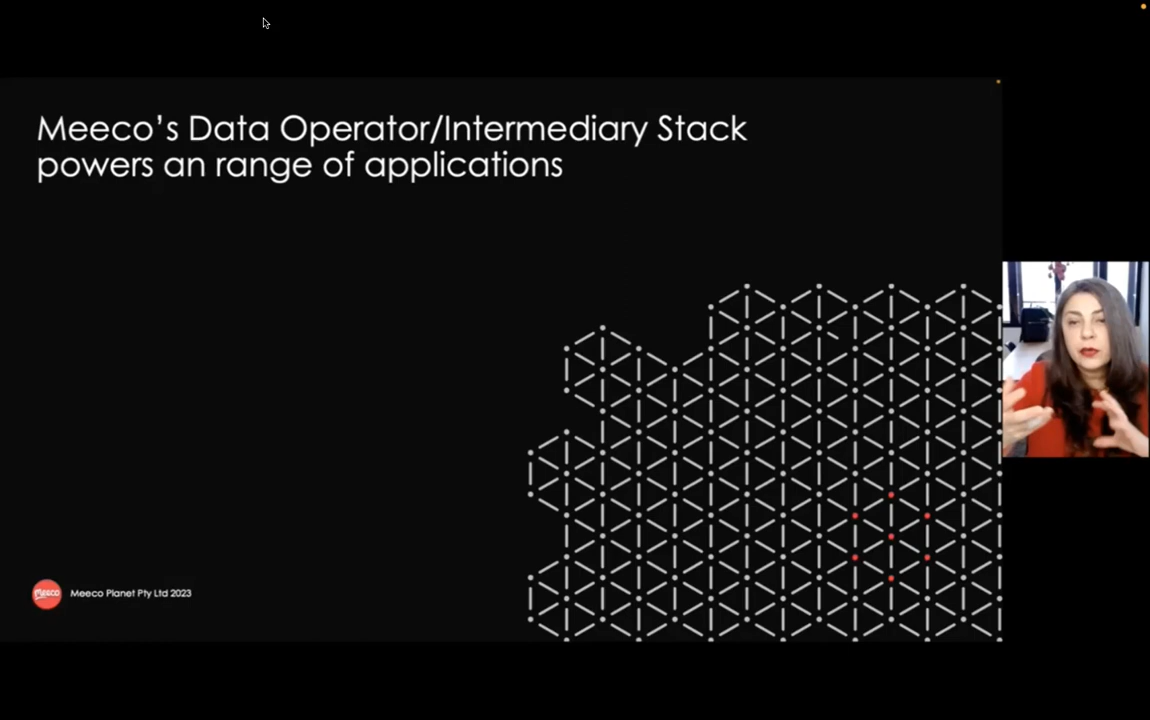 Meeco's Data Operator/Intermediary Stack
powers an range of applications
meeco
Meeco Planet Pty Ltd 2023